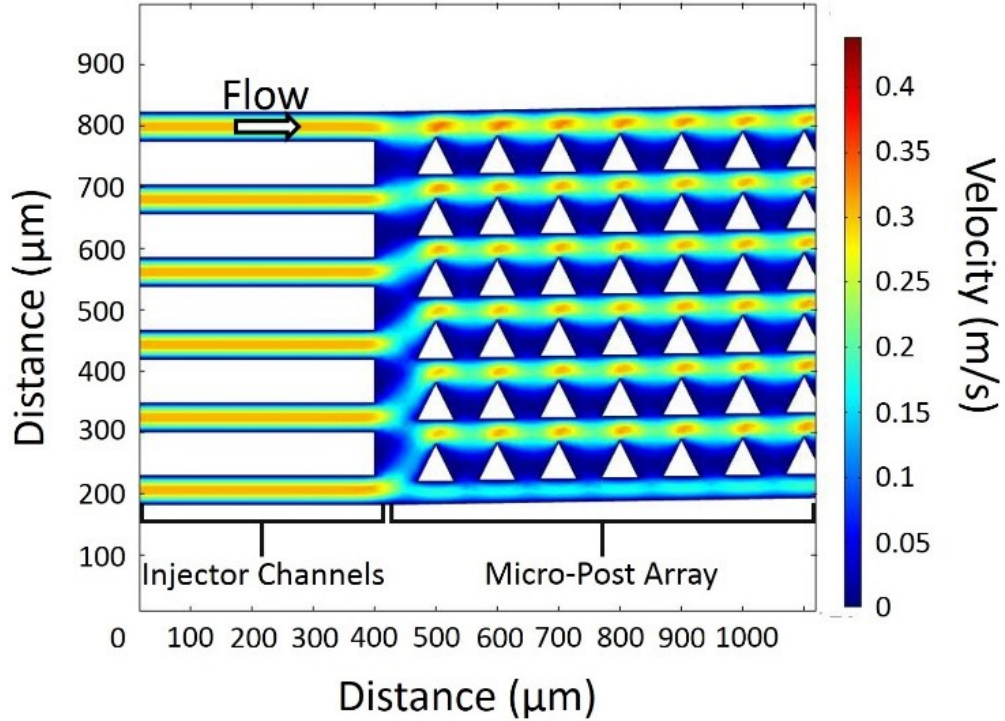 Flow
Distance (µm)
900
800
700
600
500
400
300
200
100
0 100 200 300 400 500 600 700 800 900 1000
Distance (µm)
Injector Channels
Micro-Post Array
0.4
0.35
0.3
0.25
0.2
0.15
0.1
0.05
0
Velocity (m/s)